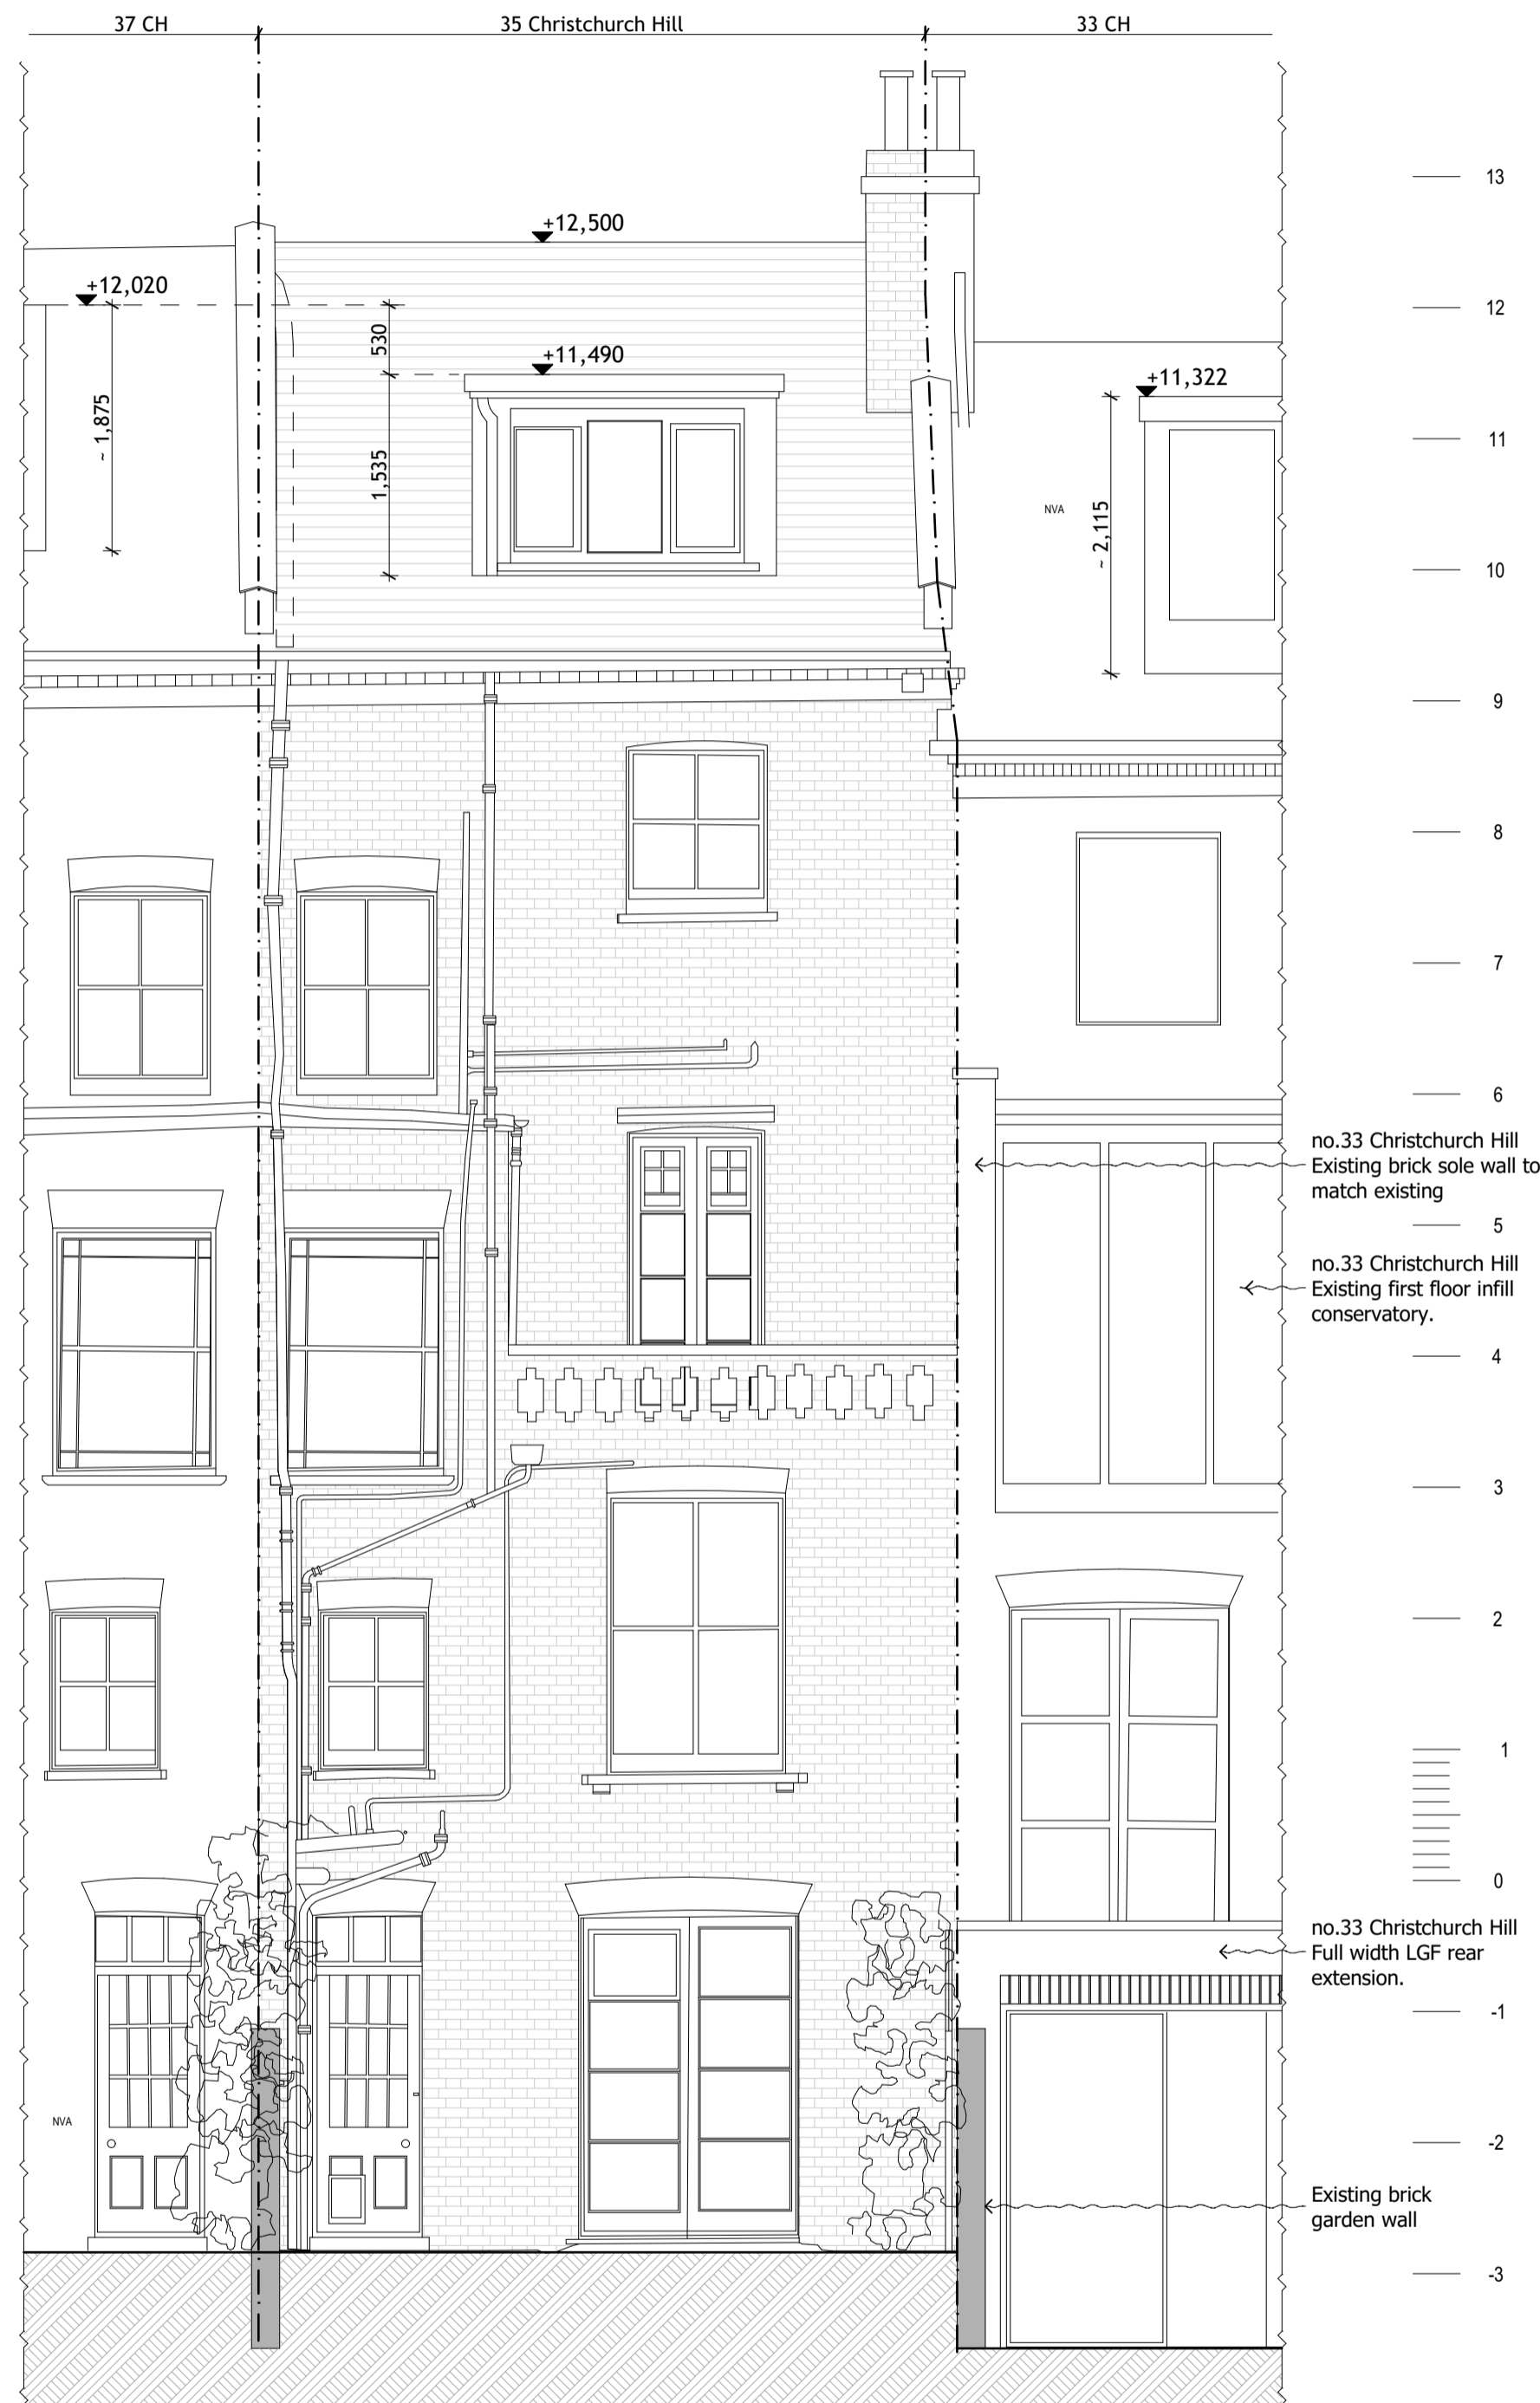 37 CH
35 Christchurch Hill
33 CH
13
+12,500
+12,020
12
530
+11,490
+11,322
~ 1,875
11
1,535
NVA
~ 2,115
10
9
8
7
6
no.33 Christchurch Hill
Existing brick sole wall to
match existing
5
no.33 Christchurch Hill
Existing first floor infill
conservatory.
4
3
2
1
0
no.33 Christchurch Hill
Full width LGF rear
extension.
-1
NVA
-2
Existing brick
garden wall
-3